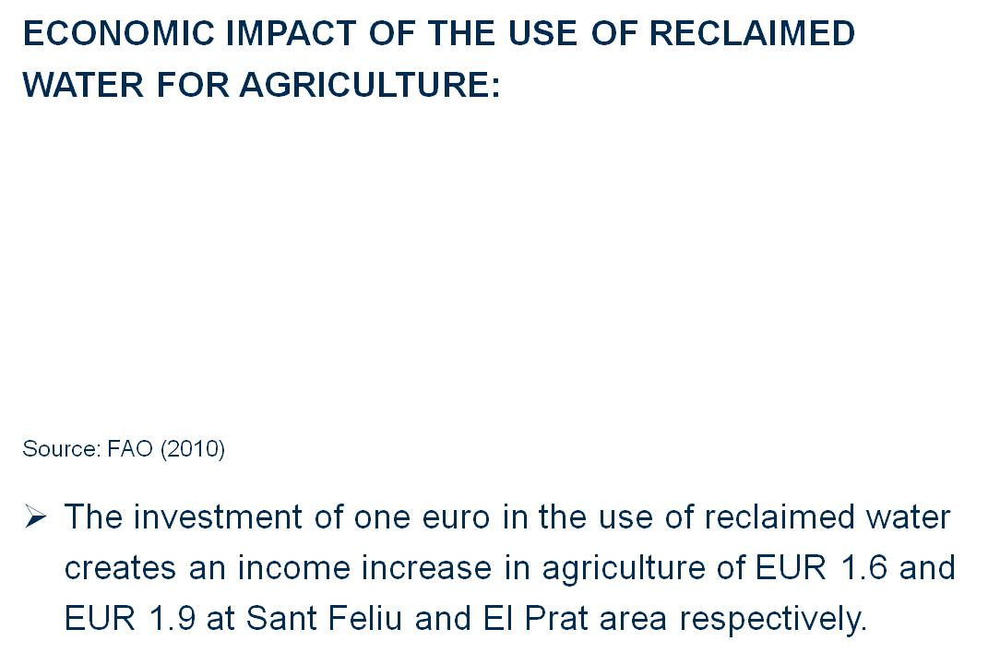 ECONOMIC IMPACT OF THE USE OF RECLAIMED
WATER FOR AGRICULTURE:
Source: FAO (2010)
➢ The investment of one euro in the use of reclaimed water
creates an income increase in agriculture of EUR 1.6 and
EUR 1.9 at Sant Feliu and El Prat area respectively.